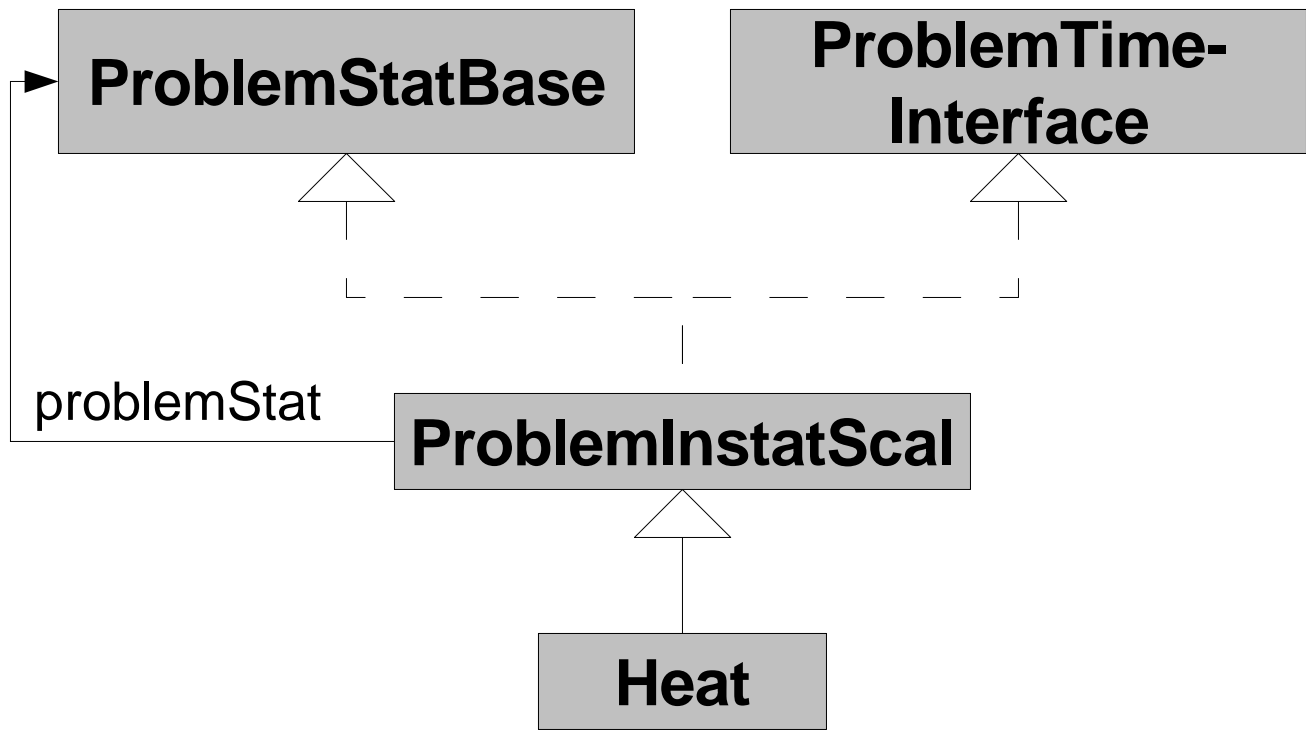 ProblemStatBase
ProblemTime-
Interface
problemStat
ProblemInstatScal
Heat